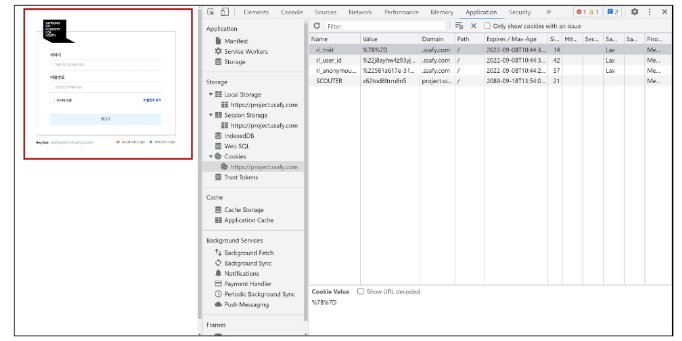 Elements Console Sources Network Performance Memory Application Security » 1 1 2
Application
Manifest
Service Workers
Storage
Storage
Local Storage
https://project.ssafy.com
Session Storage
https://project.ssafy.com
IndexedDB
Web SQL
Cookies
https://project.ssafy.com
Trust Tokens
Cache
Cache Storage
Application Cache
Background Services
Background Fetch
Background Sync
Notifications
Payment Handler
Periodic Background Sync
Push Messaging
Frames
Filter Only show cookies with an issue
Name Value Domain Path Expires / Max-Age Si... Htt... Sec... Sa... Sa... Prio...
rl_trait %7B%7D .ssafy.com / 2022-09-08T10:44:3... 14 Lax Me...
rl_user_id .ssafy.com / 2022-09-08T10:44:3... 42 Lax Me...
rl_anonymou... .ssafy.com / 2022-09-08T10:44:2... 57 Lax Me...
SCOUTER project.ss... / 2089-09-18T13:54:0... 21 Me...
Cookie Value Show URL decoded
%7B%7D
아이디
비밀번호
로그인